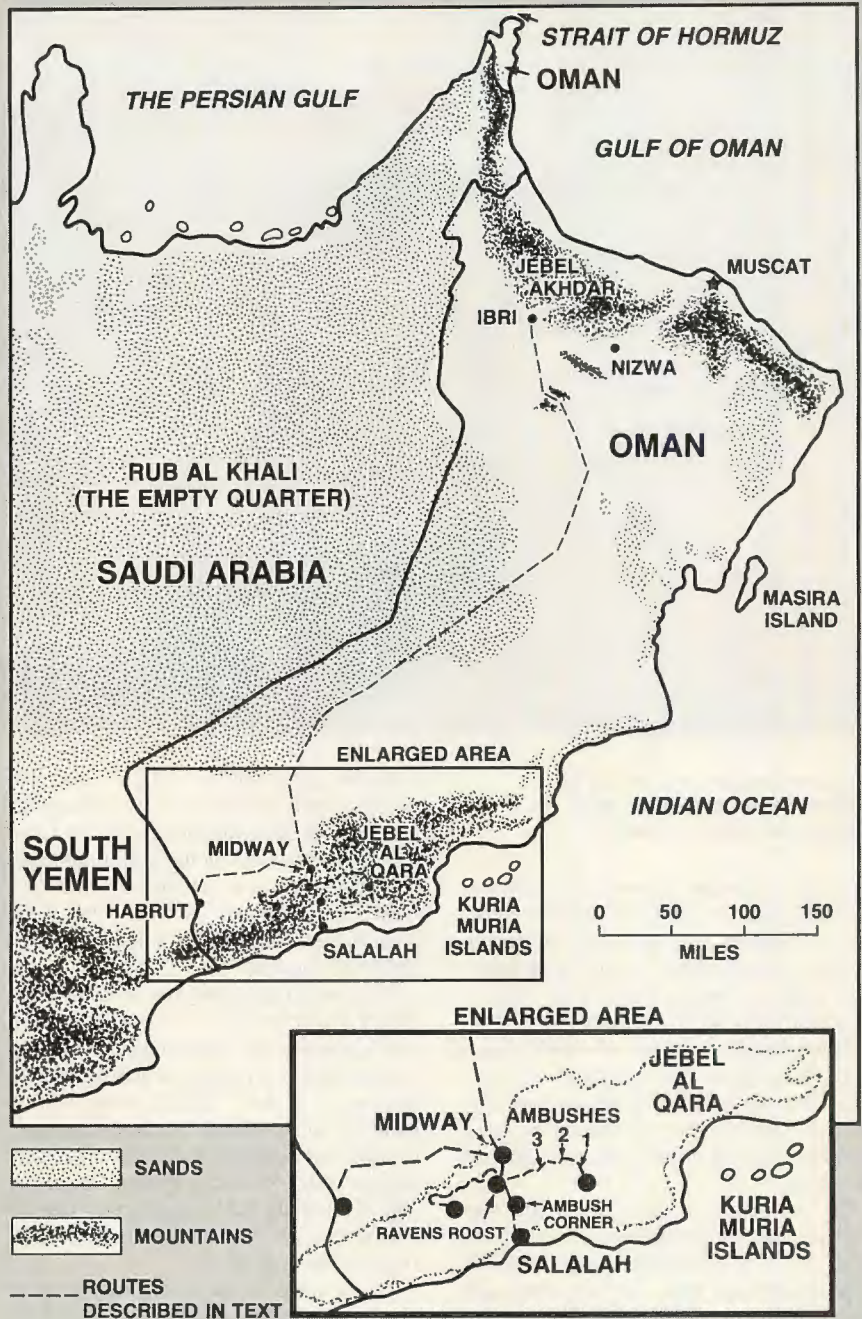 STRAIT OF HORMUZ
OMAN
THE PERSIAN GULF
GULF OF OMAN
JEBEL
AKHDAR
MUSCAT
IBRI
NIZWA
OMAN
RUB AL KHALI
(THE EMPTY QUARTER)
SAUDI ARABIA
MASIRA
ISLAND
ENLARGED AREA
INDIAN OCEAN
SOUTH
YEMEN
MIDWAY
JEBEL
AL
QARA
HABRUT
KURIA
MURIA
ISLANDS
SALALAH
0 50 100 150
MILES
ENLARGED AREA
JEBEL
AL
QARA
MIDWAY
AMBUSHES
3 2 1
AMBUSH
CORNER
RAVENS ROOST
KURIA
MURIA
ISLANDS
SALALAH
SANDS
MOUNTAINS
ROUTES
DESCRIBED IN TEXT